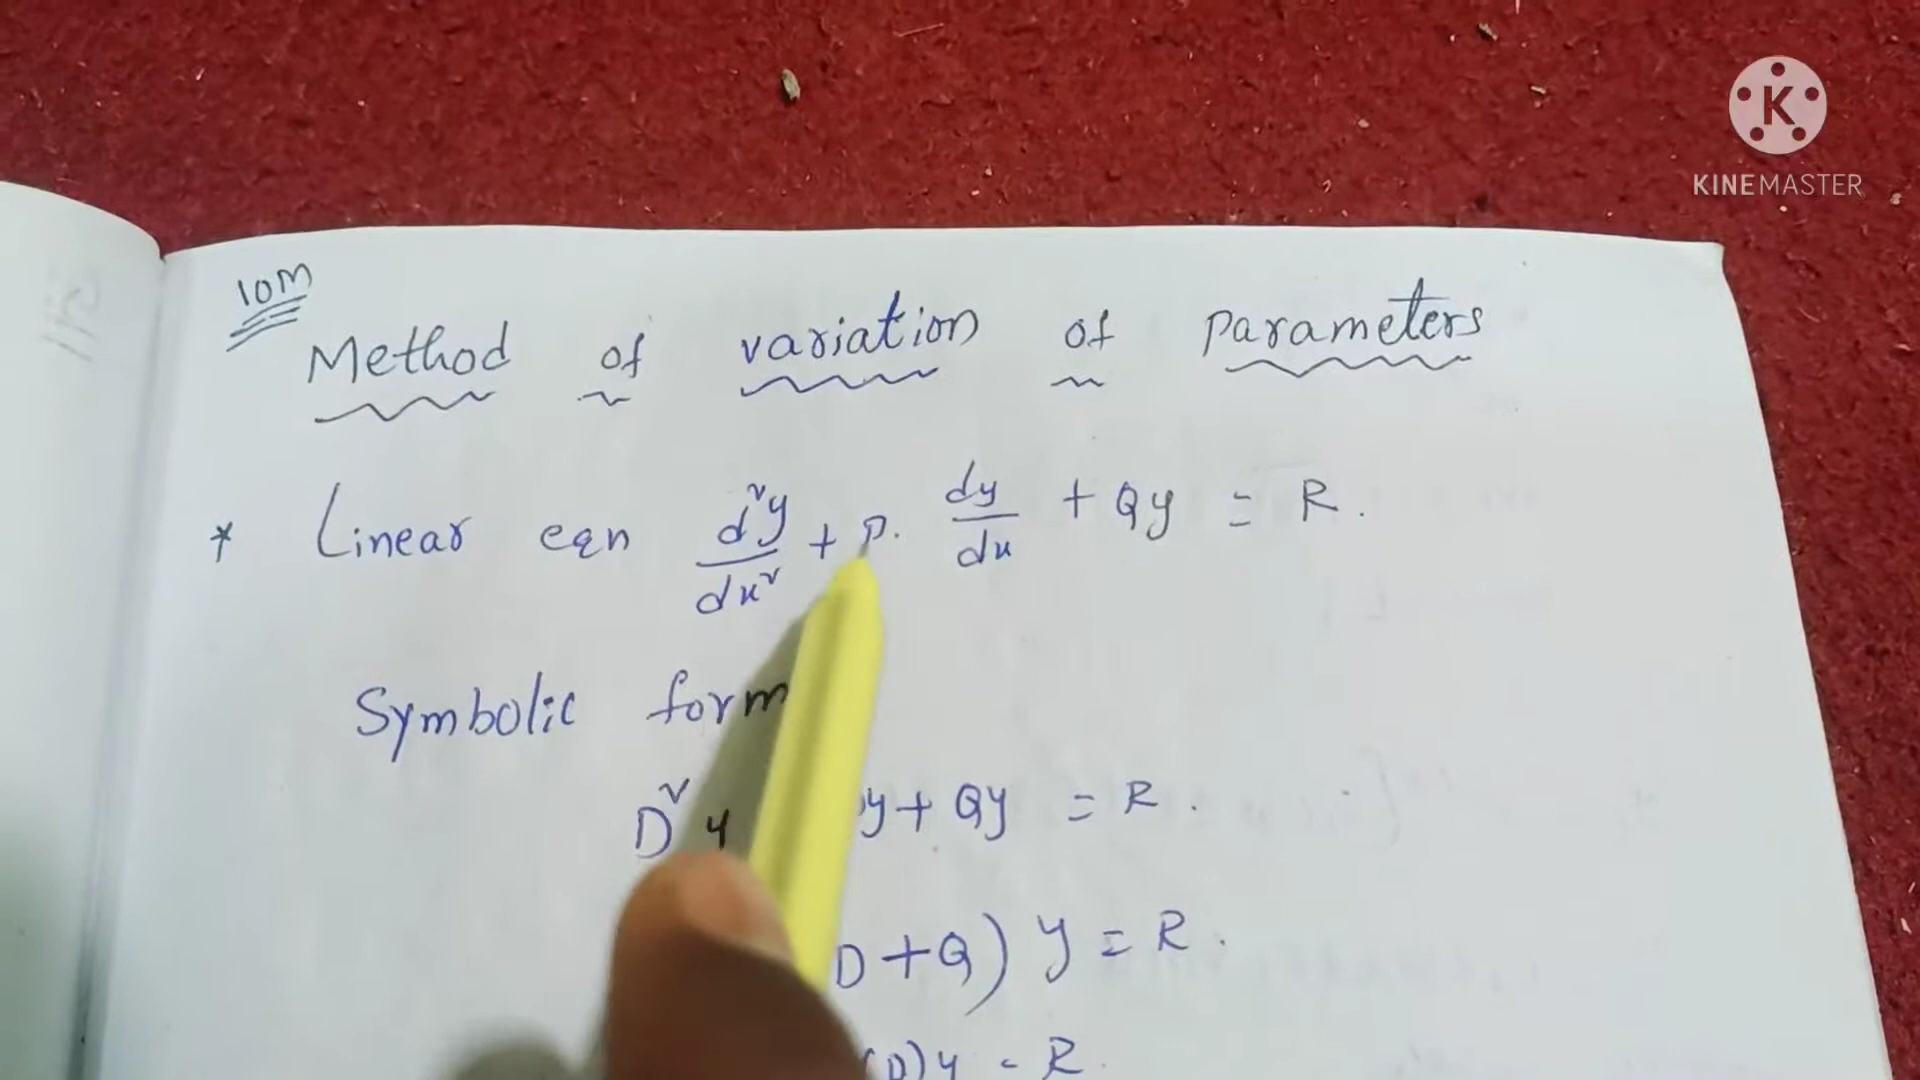 KINEMASTER
10M
Method of variation of parameters
* Linear eqn d²y/dx² + P. dy/dx + Qy = R.
Symbolic form
D²y y + Qy = R.
D + Q) y = R.
(D) y = R.